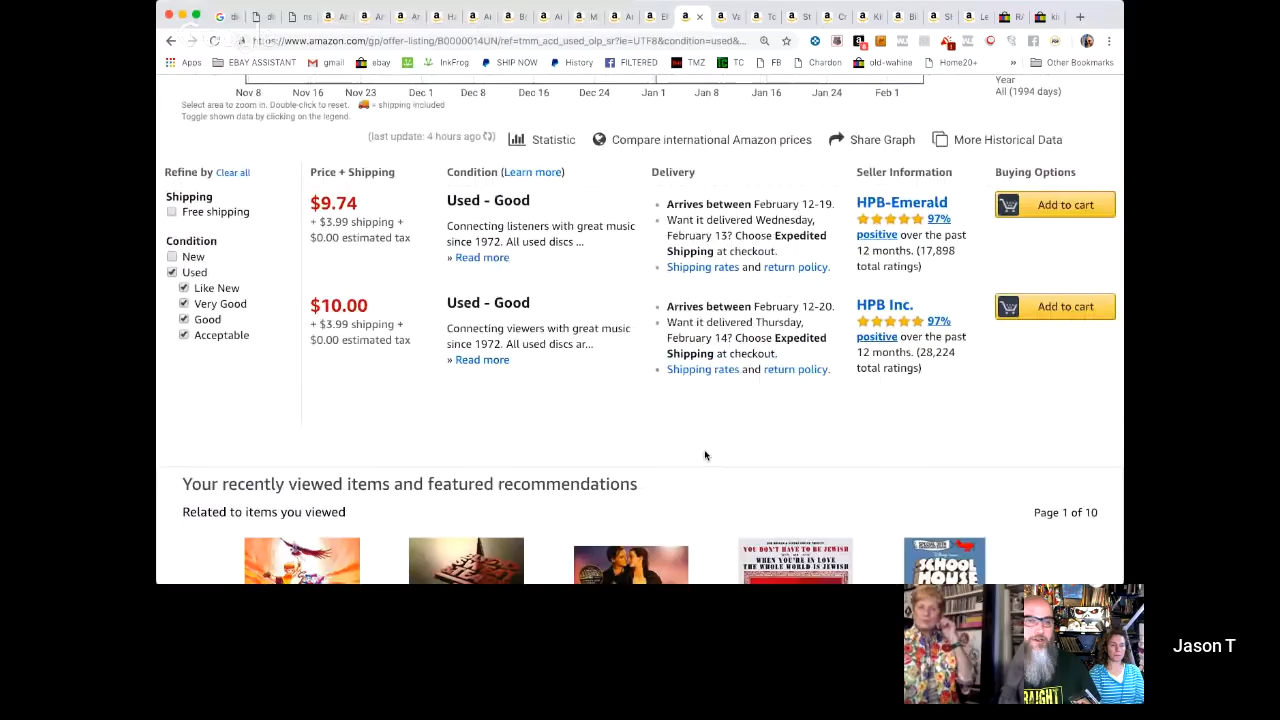 https://www.amazon.com/gp/offer-listing/B0000014UN/ref=tmm_acd_used_olp_sr?ie=UTF8&condition=used&...
Apps EBAY ASSISTANT gmail ebay InkFrog SHIP NOW History FILTERED TMZ TC FB Chardon old-wahine Home20+ » Other Bookmarks
Nov 8 Nov 16 Nov 23 Dec 1 Dec 8 Dec 16 Dec 24 Jan 1 Jan 8 Jan 16 Jan 24 Feb 1
Year
All (1994 days)
Select area to zoom in. Double-click to reset. = shipping included
Toggle shown data by clicking on the legend.
(last update: 4 hours ago) Statistic Compare international Amazon prices Share Graph More Historical Data
Refine by Clear all
Shipping
Free shipping
Condition
New
Used
Like New
Very Good
Good
Acceptable
Price + Shipping Condition (Learn more) Delivery Seller Information Buying Options
$9.74
+ $3.99 shipping +
$0.00 estimated tax
Used - Good
Connecting listeners with great music
since 1972. All used discs ...
» Read more
Arrives between February 12-19.
Want it delivered Wednesday,
February 13? Choose Expedited
Shipping at checkout.
Shipping rates and return policy.
HPB-Emerald
97%
positive over the past
12 months. (17,898
total ratings)
Add to cart
$10.00
+ $3.99 shipping +
$0.00 estimated tax
Used - Good
Connecting viewers with great music
since 1972. All used discs ar...
» Read more
Arrives between February 12-20.
Want it delivered Thursday,
February 14? Choose Expedited
Shipping at checkout.
Shipping rates and return policy.
HPB Inc.
97%
positive over the past
12 months. (28,224
total ratings)
Add to cart
Your recently viewed items and featured recommendations
Related to items you viewed Page 1 of 10
YOU DON'T HAVE TO BE JEWISH
WHEN YOU'RE IN LOVE
THE WHOLE WORLD IS JEWISH
SCHOOL
HOUSE
Jason T